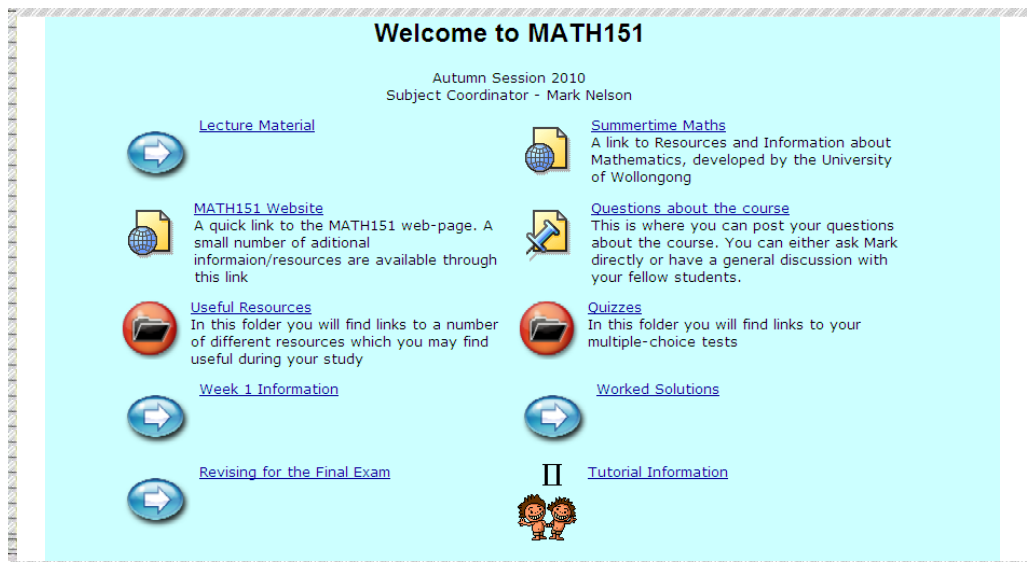 Welcome to MATH151
Autumn Session 2010
Subject Coordinator - Mark Nelson
Lecture Material
Summertime Maths
A link to Resources and Information about
Mathematics, developed by the University
of Wollongong
MATH151 Website
A quick link to the MATH151 web-page. A
small number of aditional
informaion/resources are available through
this link
Questions about the course
This is where you can post your questions
about the course. You can either ask Mark
directly or have a general discussion with
your fellow students.
Useful Resources
In this folder you will find links to a number
of different resources which you may find
useful during your study
Quizzes
In this folder you will find links to your
multiple-choice tests
Week 1 Information
Worked Solutions
Revising for the Final Exam
Π
Tutorial Information